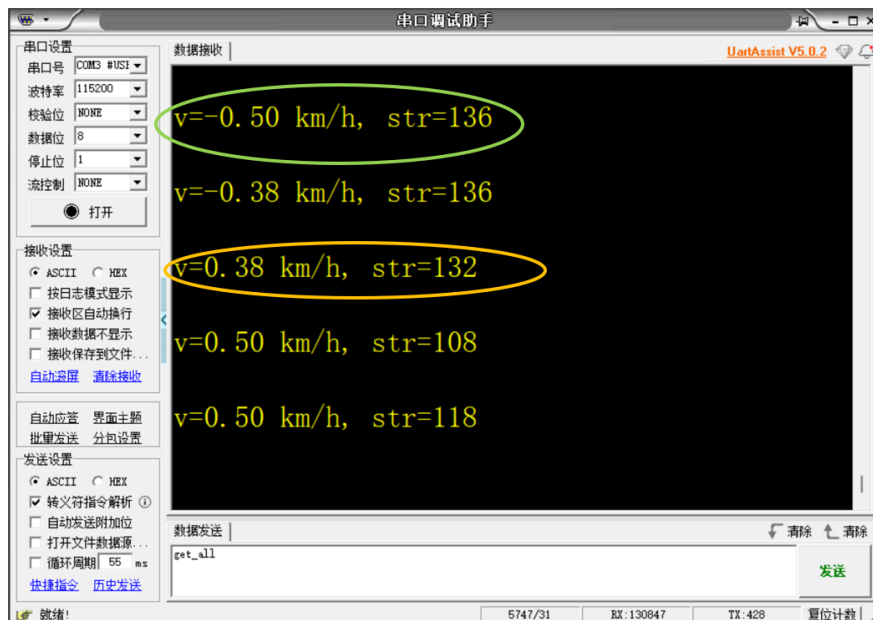 串口调试助手
串口设置
串口号 COM3 #USE
波特率 115200
校验位 NONE
数据位 8
停止位 1
流控制 NONE
打开
接收设置
ASCII HEX
按日志模式显示
接收区自动换行
接收数据不显示
接收保存到文件...
自动滚屏 清除接收
自动应答 界面主题
批量发送 分包设置
发送设置
ASCII HEX
转义符指令解析
自动发送附加位
打开文件数据源...
循环周期 55 ms
快捷指令 历史发送
数据接收 UartAssist V5.0.2
v=-0.50 km/h, str=136
v=-0.38 km/h, str=136
v=0.38 km/h, str=132
v=0.50 km/h, str=108
v=0.50 km/h, str=118
数据发送 清除 清除
get_all
发送
就绪! 5747/31 RX:130847 TX:428 复位计数